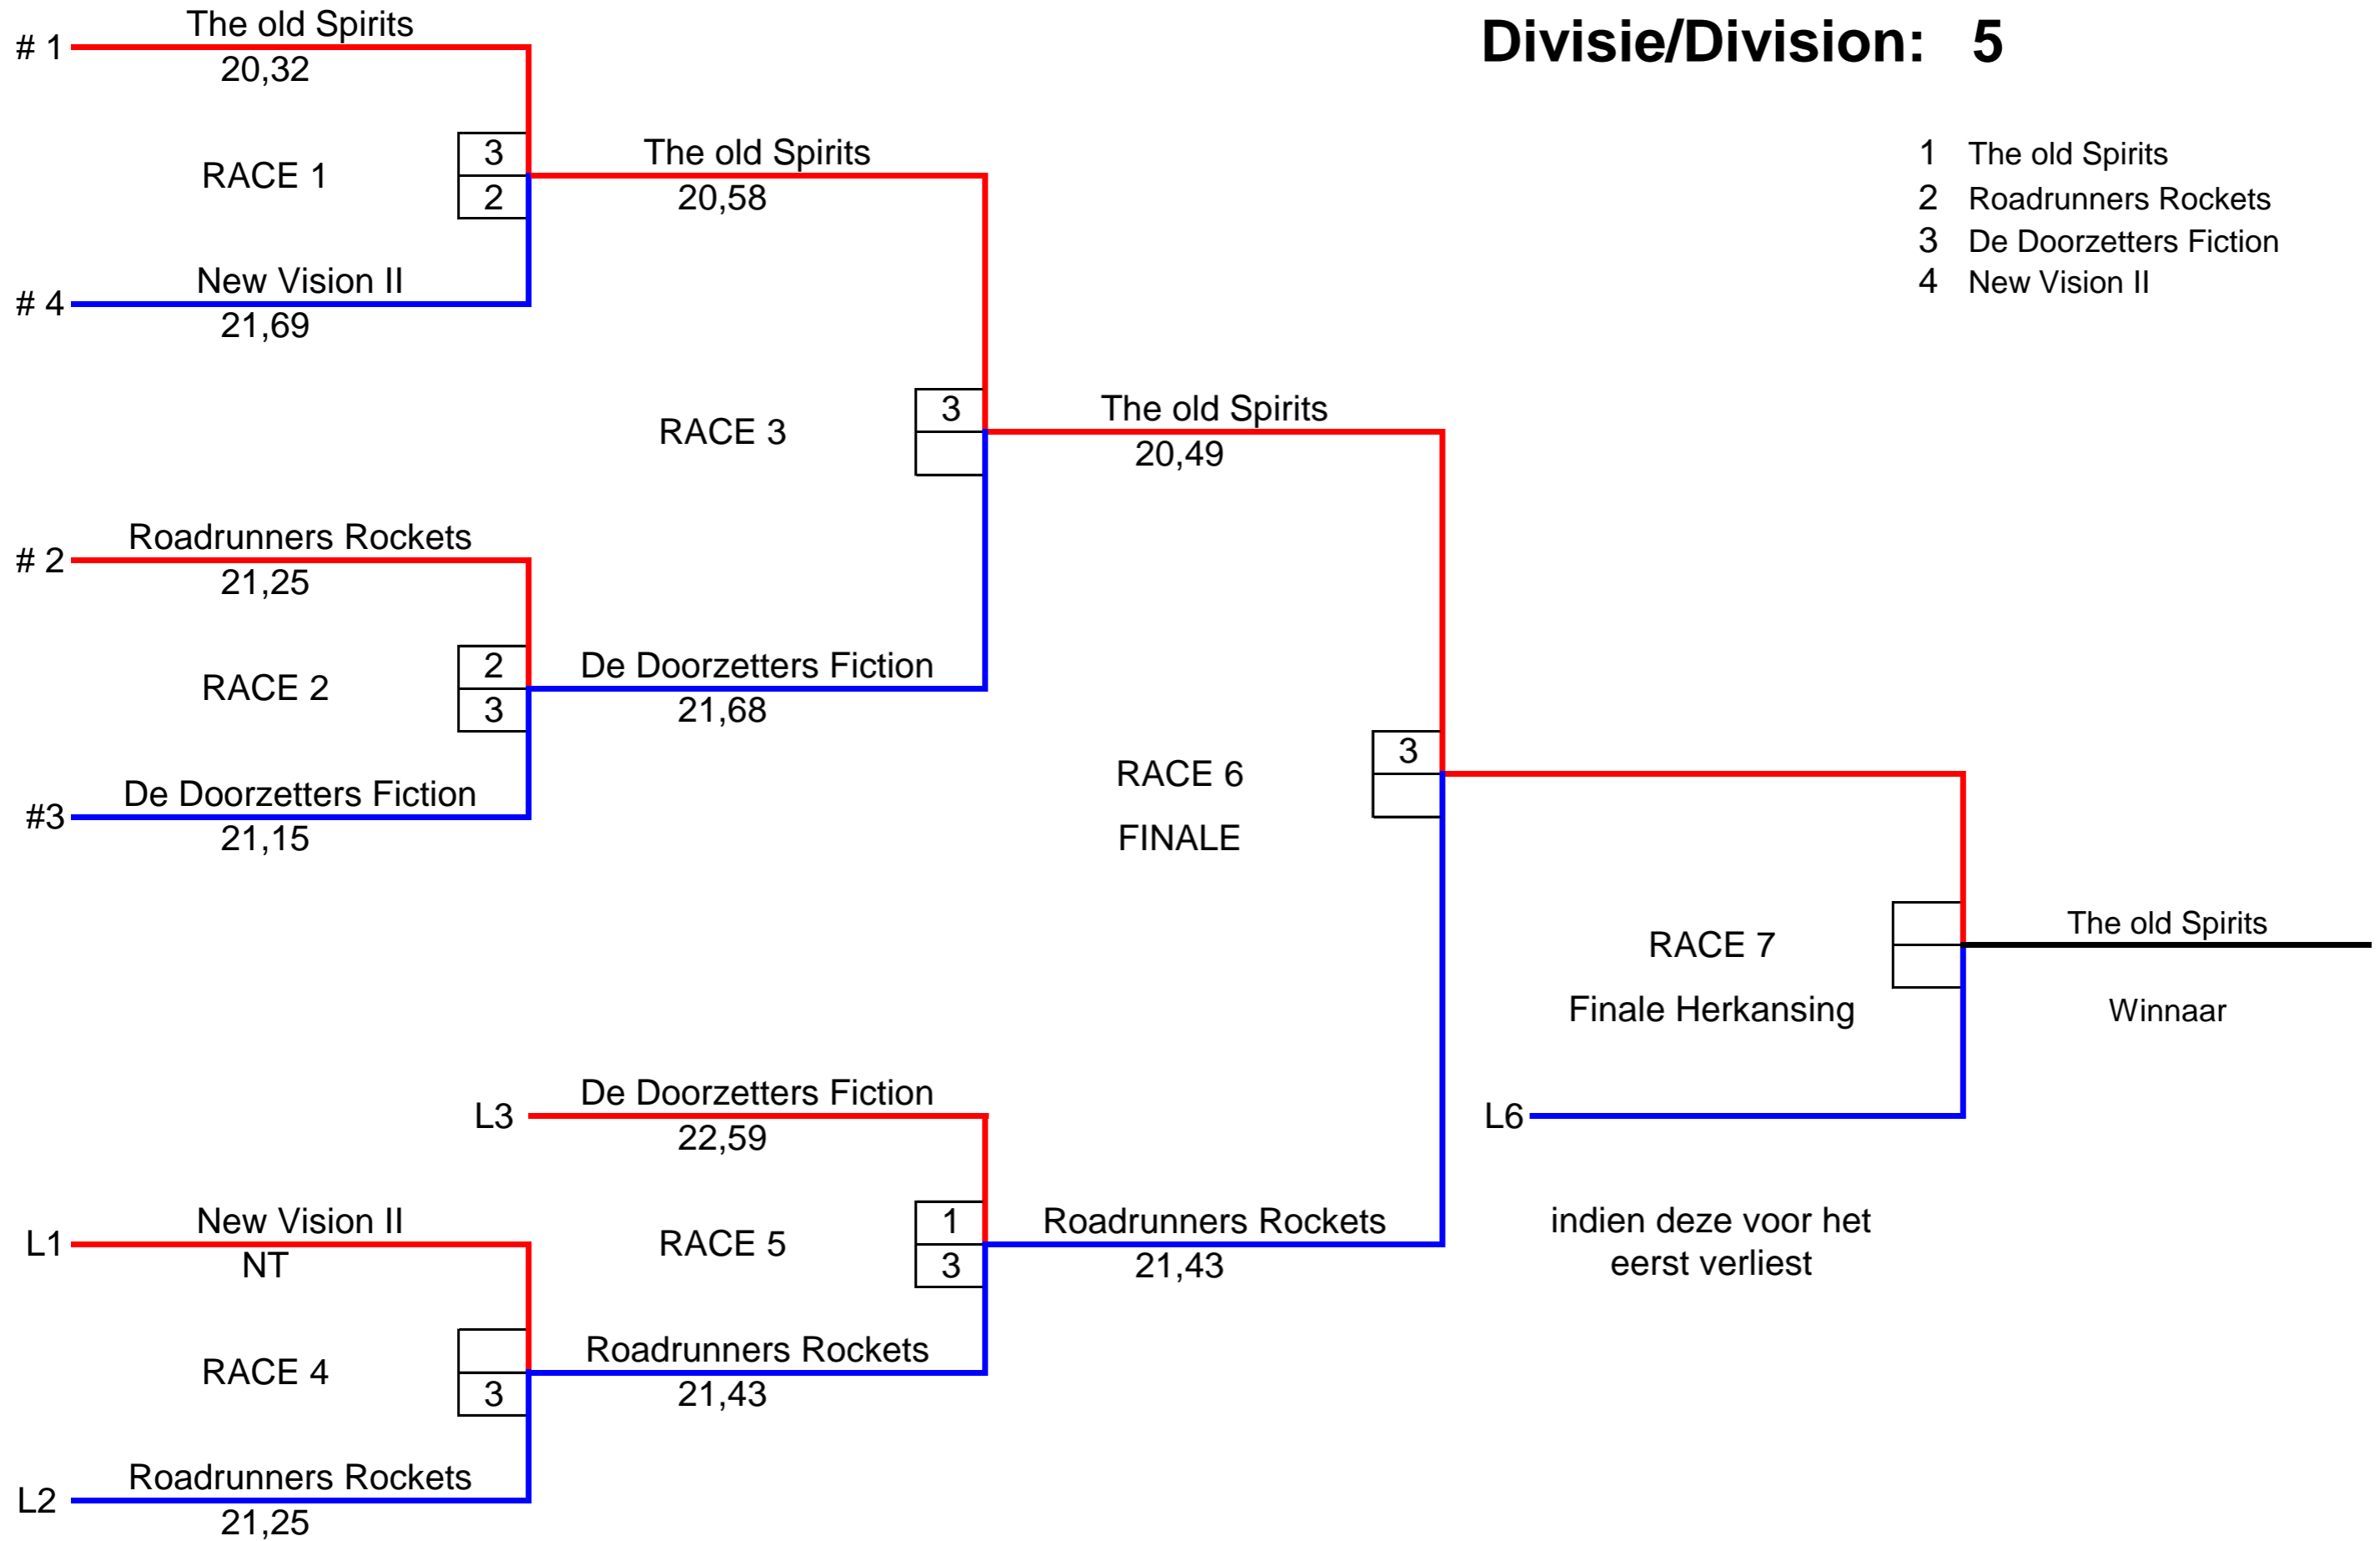 Divisie/Division: 5
1 The old Spirits
2 Roadrunners Rockets
3 De Doorzetters Fiction
4 New Vision II
# 1
The old Spirits
20,32
RACE 1
3
2
# 4
New Vision II
21,69
The old Spirits
20,58
RACE 3
3
The old Spirits
20,49
# 2
Roadrunners Rockets
21,25
RACE 2
2
3
#3
De Doorzetters Fiction
21,15
De Doorzetters Fiction
21,68
RACE 6
FINALE
3
RACE 7
Finale Herkansing
The old Spirits
Winnaar
L3
De Doorzetters Fiction
22,59
L6
L1
New Vision II
NT
RACE 5
1
3
Roadrunners Rockets
21,43
indien deze voor het
eerst verliest
RACE 4
3
Roadrunners Rockets
21,43
L2
Roadrunners Rockets
21,25